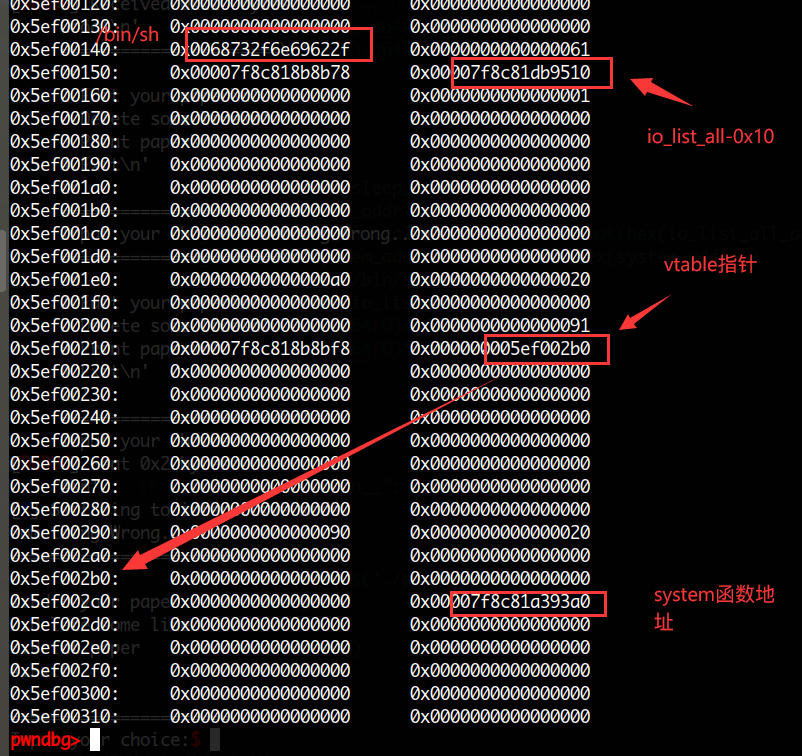 0x5ef00120: 0x0000000000000000 0x0000000000000000
0x5ef00130: 0x0000000000000000 0x0000000000000000
/bin/sh
0x5ef00140: 0x0068732f6e69622f 0x0000000000000061
0x5ef00150: 0x00007f8c818b8b78 0x00007f8c81db9510
0x5ef00160: 0x0000000000000000 0x0000000000000001
0x5ef00170: 0x0000000000000000 0x0000000000000000
io_list_all-0x10
0x5ef00180: 0x0000000000000000 0x0000000000000000
0x5ef00190: 0x0000000000000000 0x0000000000000000
0x5ef001a0: 0x0000000000000000 0x0000000000000000
0x5ef001b0: 0x0000000000000000 0x0000000000000000
0x5ef001c0: 0x0000000000000000 0x0000000000000000
0x5ef001d0: 0x0000000000000000 0x0000000000000000
vtable指针
0x5ef001e0: 0x00000000000000a0 0x0000000000000020
0x5ef001f0: 0x0000000000000000 0x0000000000000000
0x5ef00200: 0x0000000000000000 0x0000000000000091
0x5ef00210: 0x00007f8c818b8bf8 0x000000005ef002b0
0x5ef00220: 0x0000000000000000 0x0000000000000000
0x5ef00230: 0x0000000000000000 0x0000000000000000
0x5ef00240: 0x0000000000000000 0x0000000000000000
0x5ef00250: 0x0000000000000000 0x0000000000000000
0x5ef00260: 0x0000000000000000 0x0000000000000000
0x5ef00270: 0x0000000000000000 0x0000000000000000
0x5ef00280: 0x0000000000000000 0x0000000000000000
0x5ef00290: 0x0000000000000090 0x0000000000000020
0x5ef002a0: 0x0000000000000000 0x0000000000000000
0x5ef002b0: 0x0000000000000000 0x0000000000000000
0x5ef002c0: 0x0000000000000000 0x00007f8c81a393a0
system函数地
址
0x5ef002d0: 0x0000000000000000 0x0000000000000000
0x5ef002e0: 0x0000000000000000 0x0000000000000000
0x5ef002f0: 0x0000000000000000 0x0000000000000000
0x5ef00300: 0x0000000000000000 0x0000000000000000
0x5ef00310: 0x0000000000000000 0x0000000000000000
pwndbg> r choice:$